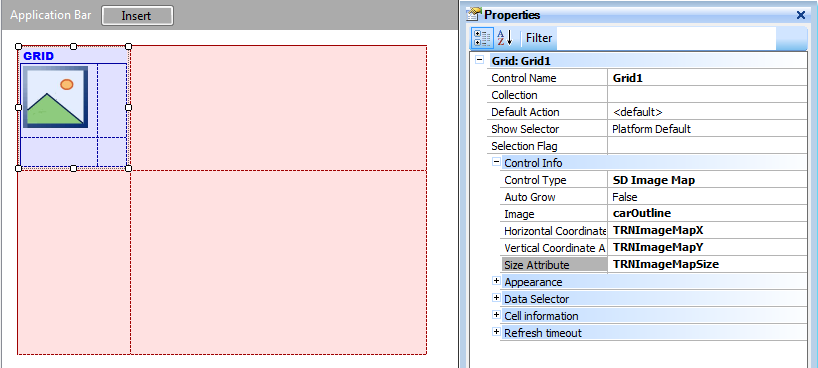 Application Bar Insert
GRID
Properties
Filter
Grid: Grid1
Control Name Grid1
Collection
Default Action <default>
Show Selector Platform Default
Selection Flag
Control Info
Control Type SD Image Map
Auto Grow False
Image carOutline
Horizontal Coordinate TRNImageMapX
Vertical Coordinate A TRNImageMapY
Size Attribute TRNImageMapSize
Appearance
Data Selector
Cell information
Refresh timeout